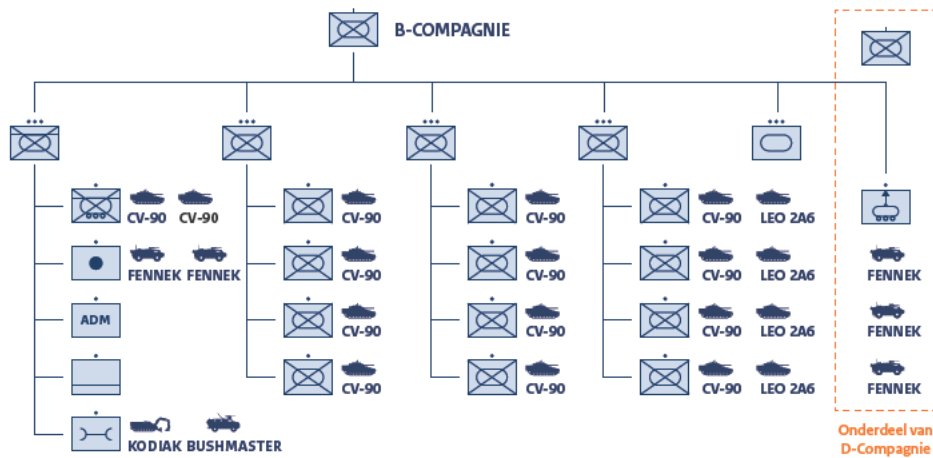 B-COMPAGNIE
CV-90 CV-90 CV-90 CV-90 CV-90 LEO 2A6
FENNEK FENNEK CV-90 CV-90 CV-90 LEO 2A6 FENNEK
ADM
CV-90 CV-90 CV-90 LEO 2A6 FENNEK
CV-90 CV-90 CV-90 LEO 2A6 FENNEK
KODIAK BUSHMASTER
Onderdeel van
D-Compagnie